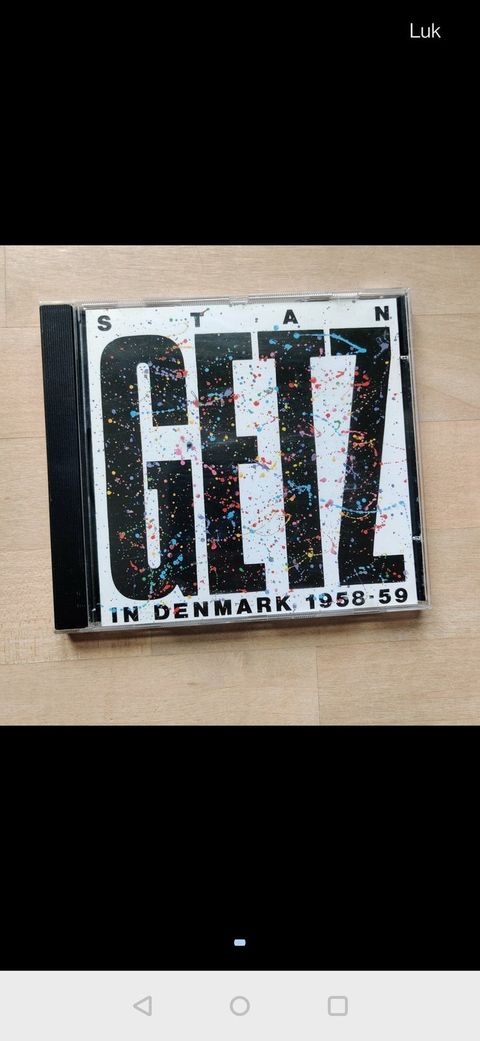 Luk
S T A N
GETZ
IN DENMARK 1958-59